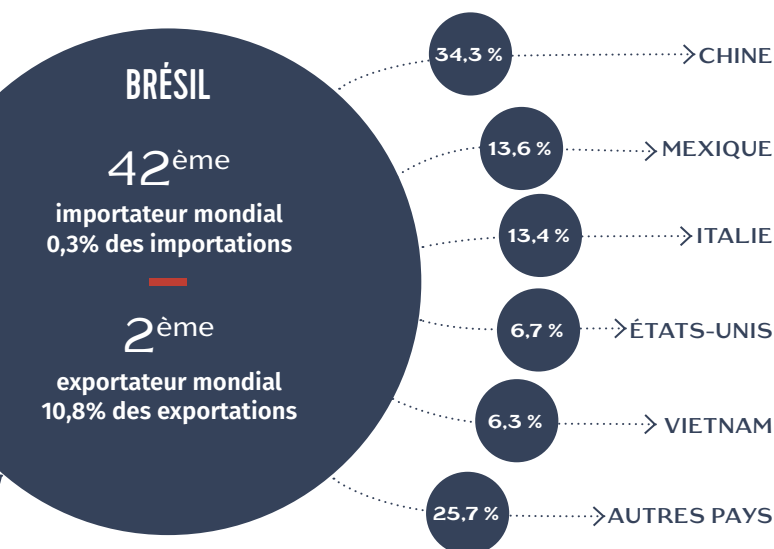 BRÉSIL
42ème
importateur mondial
0,3% des importations
2ème
exportateur mondial
10,8% des exportations
34,3 % CHINE
13,6 % MEXIQUE
13,4 % ITALIE
6,7 % ÉTATS-UNIS
6,3 % VIETNAM
25,7 % AUTRES PAYS